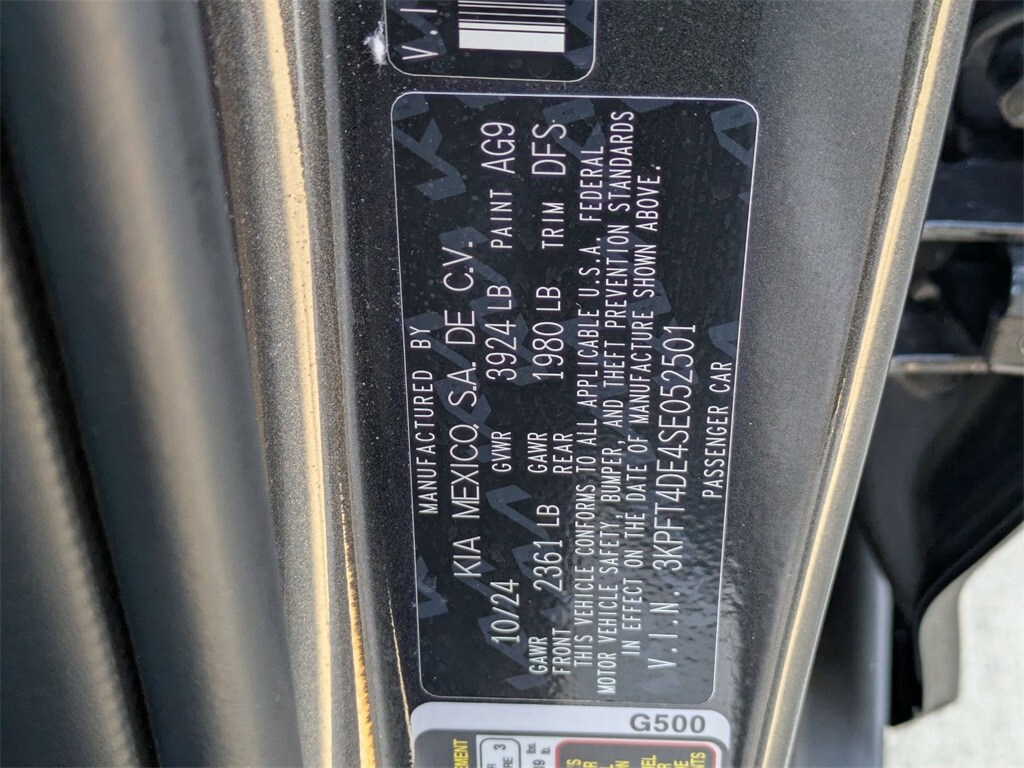 V.I
MANUFACTURED BY
KIA MEXICO, S.A. DE C.V.
10/24 GVWR 3924 LB PAINT AG9
GAWR FRONT 2361 LB GAWR REAR 1980 LB TRIM DFS
THIS VEHICLE CONFORMS TO ALL APPLICABLE U.S.A. FEDERAL
MOTOR VEHICLE SAFETY, BUMPER, AND THEFT PREVENTION STANDARDS
IN EFFECT ON THE DATE OF MANUFACTURE SHOWN ABOVE.
V.I.N. 3KPFT4DE4SE052501
PASSENGER CAR
G500